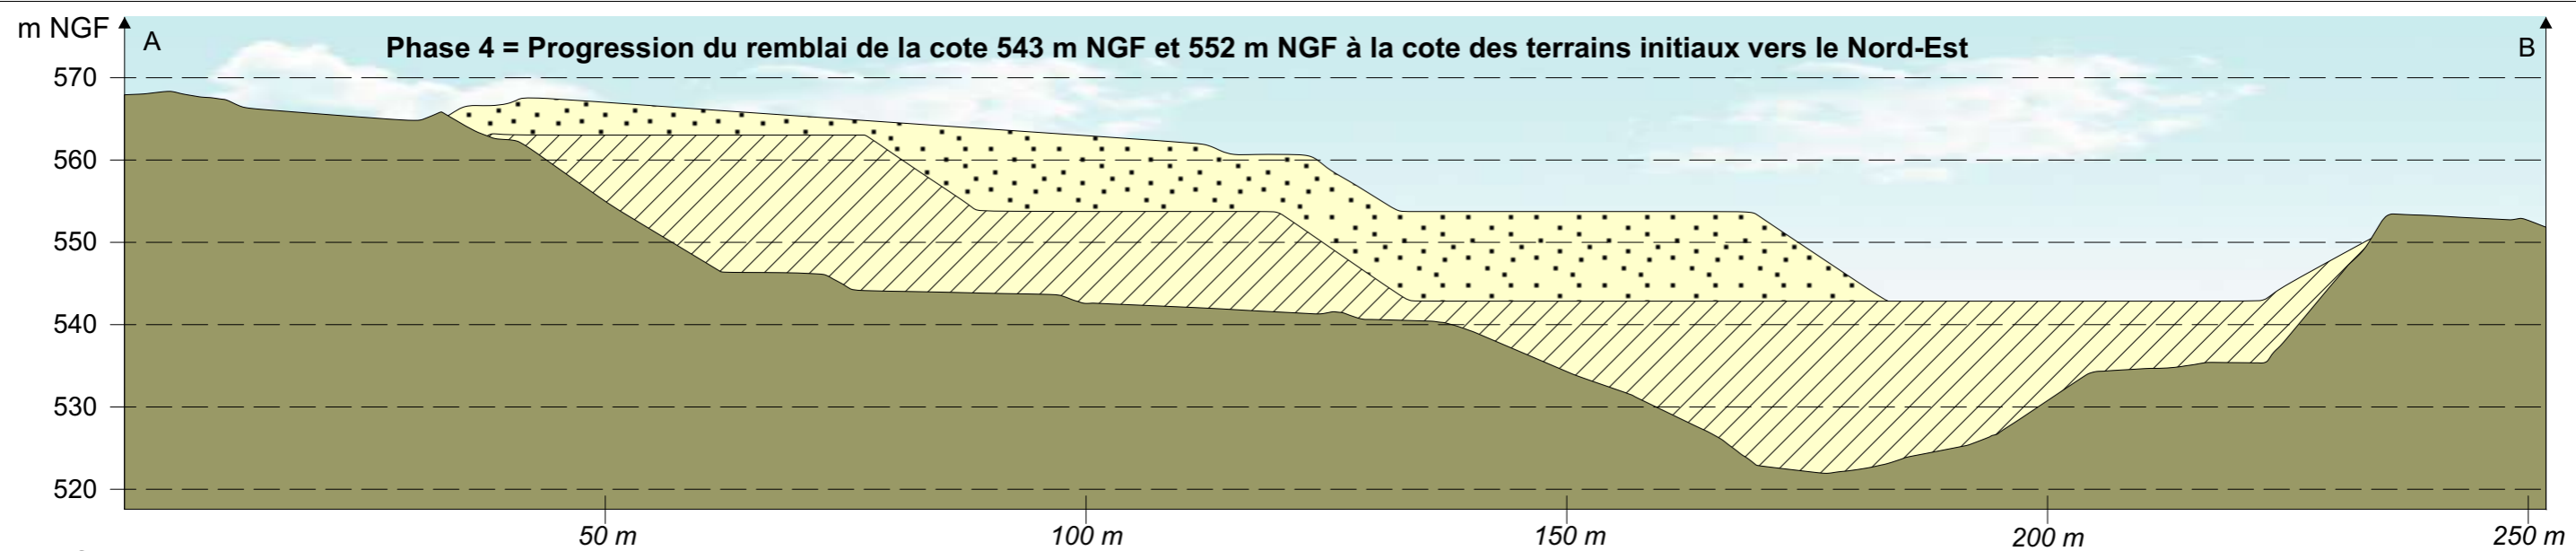 m NGF
A
Phase 4 = Progression du remblai de la cote 543 m NGF et 552 m NGF à la cote des terrains initiaux vers le Nord-Est
B
570
560
550
540
530
520
50 m
100 m
150 m
200 m
250 m